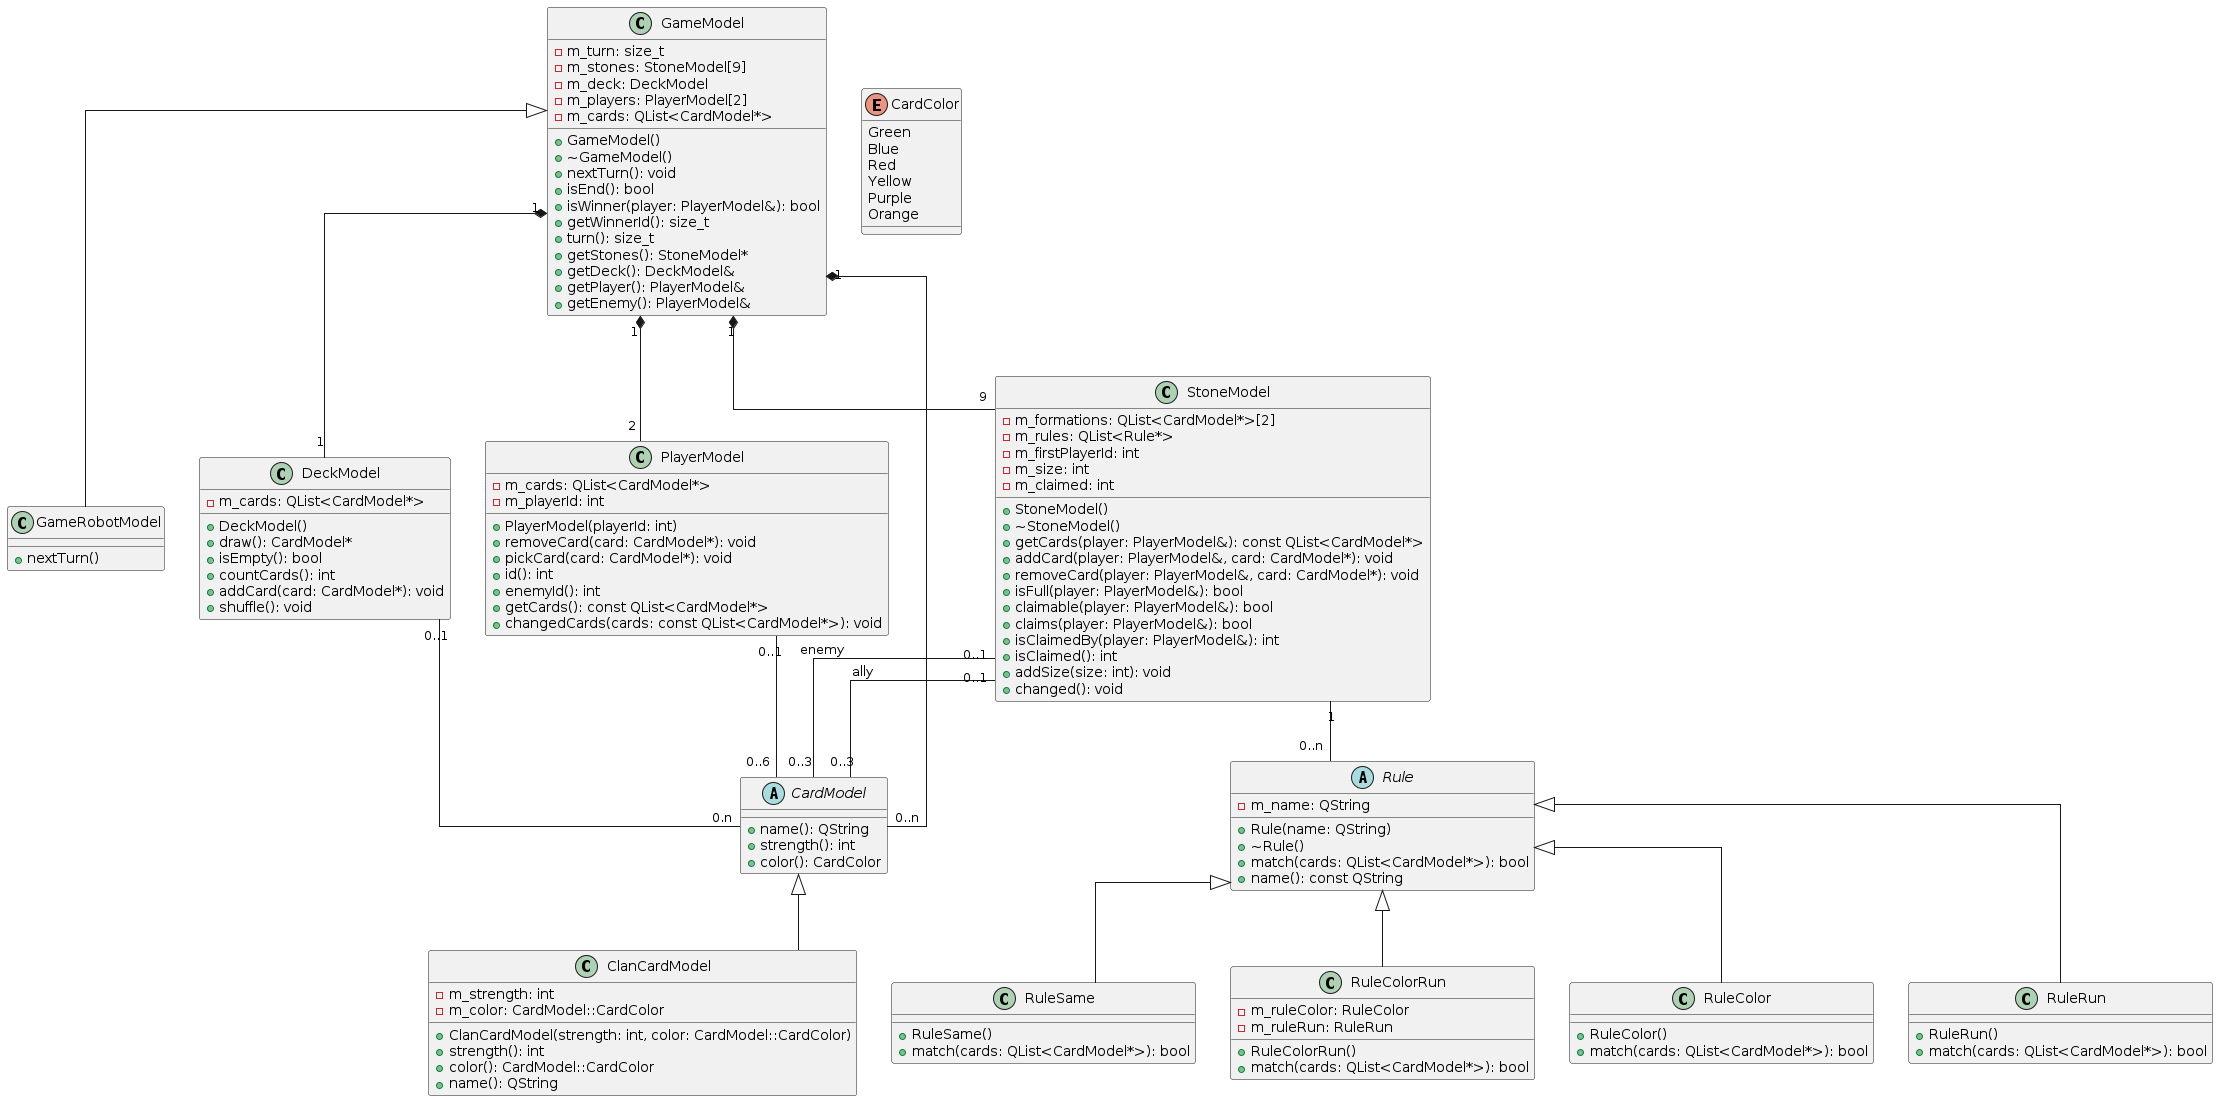 C GameModel
m_turn: size_t
m_stones: StoneModel[9]
m_deck: DeckModel
m_players: PlayerModel[2]
m_cards: QList<CardModel*>
GameModel()
~GameModel()
nextTurn(): void
isEnd(): bool
isWinner(player: PlayerModel&): bool
getWinnerId(): size_t
turn(): size_t
getStones(): StoneModel*
getDeck(): DeckModel&
getPlayer(): PlayerModel&
getEnemy(): PlayerModel&
E CardColor
Green
Blue
Red
Yellow
Purple
Orange
1
1
1
1
1
2
9
C StoneModel
m_formations: QList<CardModel*>[2]
m_rules: QList<Rule*>
m_firstPlayerId: int
m_size: int
m_claimed: int
StoneModel()
~StoneModel()
getCards(player: PlayerModel&): const QList<CardModel*>
addCard(player: PlayerModel&, card: CardModel*): void
removeCard(player: PlayerModel&, card: CardModel*): void
isFull(player: PlayerModel&): bool
claimable(player: PlayerModel&): bool
claims(player: PlayerModel&): bool
isClaimedBy(player: PlayerModel&): int
isClaimed(): int
addSize(size: int): void
changed(): void
C PlayerModel
m_cards: QList<CardModel*>
m_playerId: int
PlayerModel(playerId: int)
removeCard(card: CardModel*): void
pickCard(card: CardModel*): void
id(): int
enemyId(): int
getCards(): const QList<CardModel*>
changedCards(cards: const QList<CardModel*>): void
C DeckModel
m_cards: QList<CardModel*>
DeckModel()
draw(): CardModel*
isEmpty(): bool
countCards(): int
addCard(card: CardModel*): void
shuffle(): void
C GameRobotModel
nextTurn()
0..1
0..1
enemy
0..1
ally
0..1
1
0..n
0..6
0..3
0..3
0.n
0..n
A CardModel
name(): QString
strength(): int
color(): CardColor
A Rule
m_name: QString
Rule(name: QString)
~Rule()
match(cards: QList<CardModel*>): bool
name(): const QString
C ClanCardModel
m_strength: int
m_color: CardModel::CardColor
ClanCardModel(strength: int, color: CardModel::CardColor)
strength(): int
color(): CardModel::CardColor
name(): QString
C RuleSame
RuleSame()
match(cards: QList<CardModel*>): bool
C RuleColorRun
m_ruleColor: RuleColor
m_ruleRun: RuleRun
RuleColorRun()
match(cards: QList<CardModel*>): bool
C RuleColor
RuleColor()
match(cards: QList<CardModel*>): bool
C RuleRun
RuleRun()
match(cards: QList<CardModel*>): bool